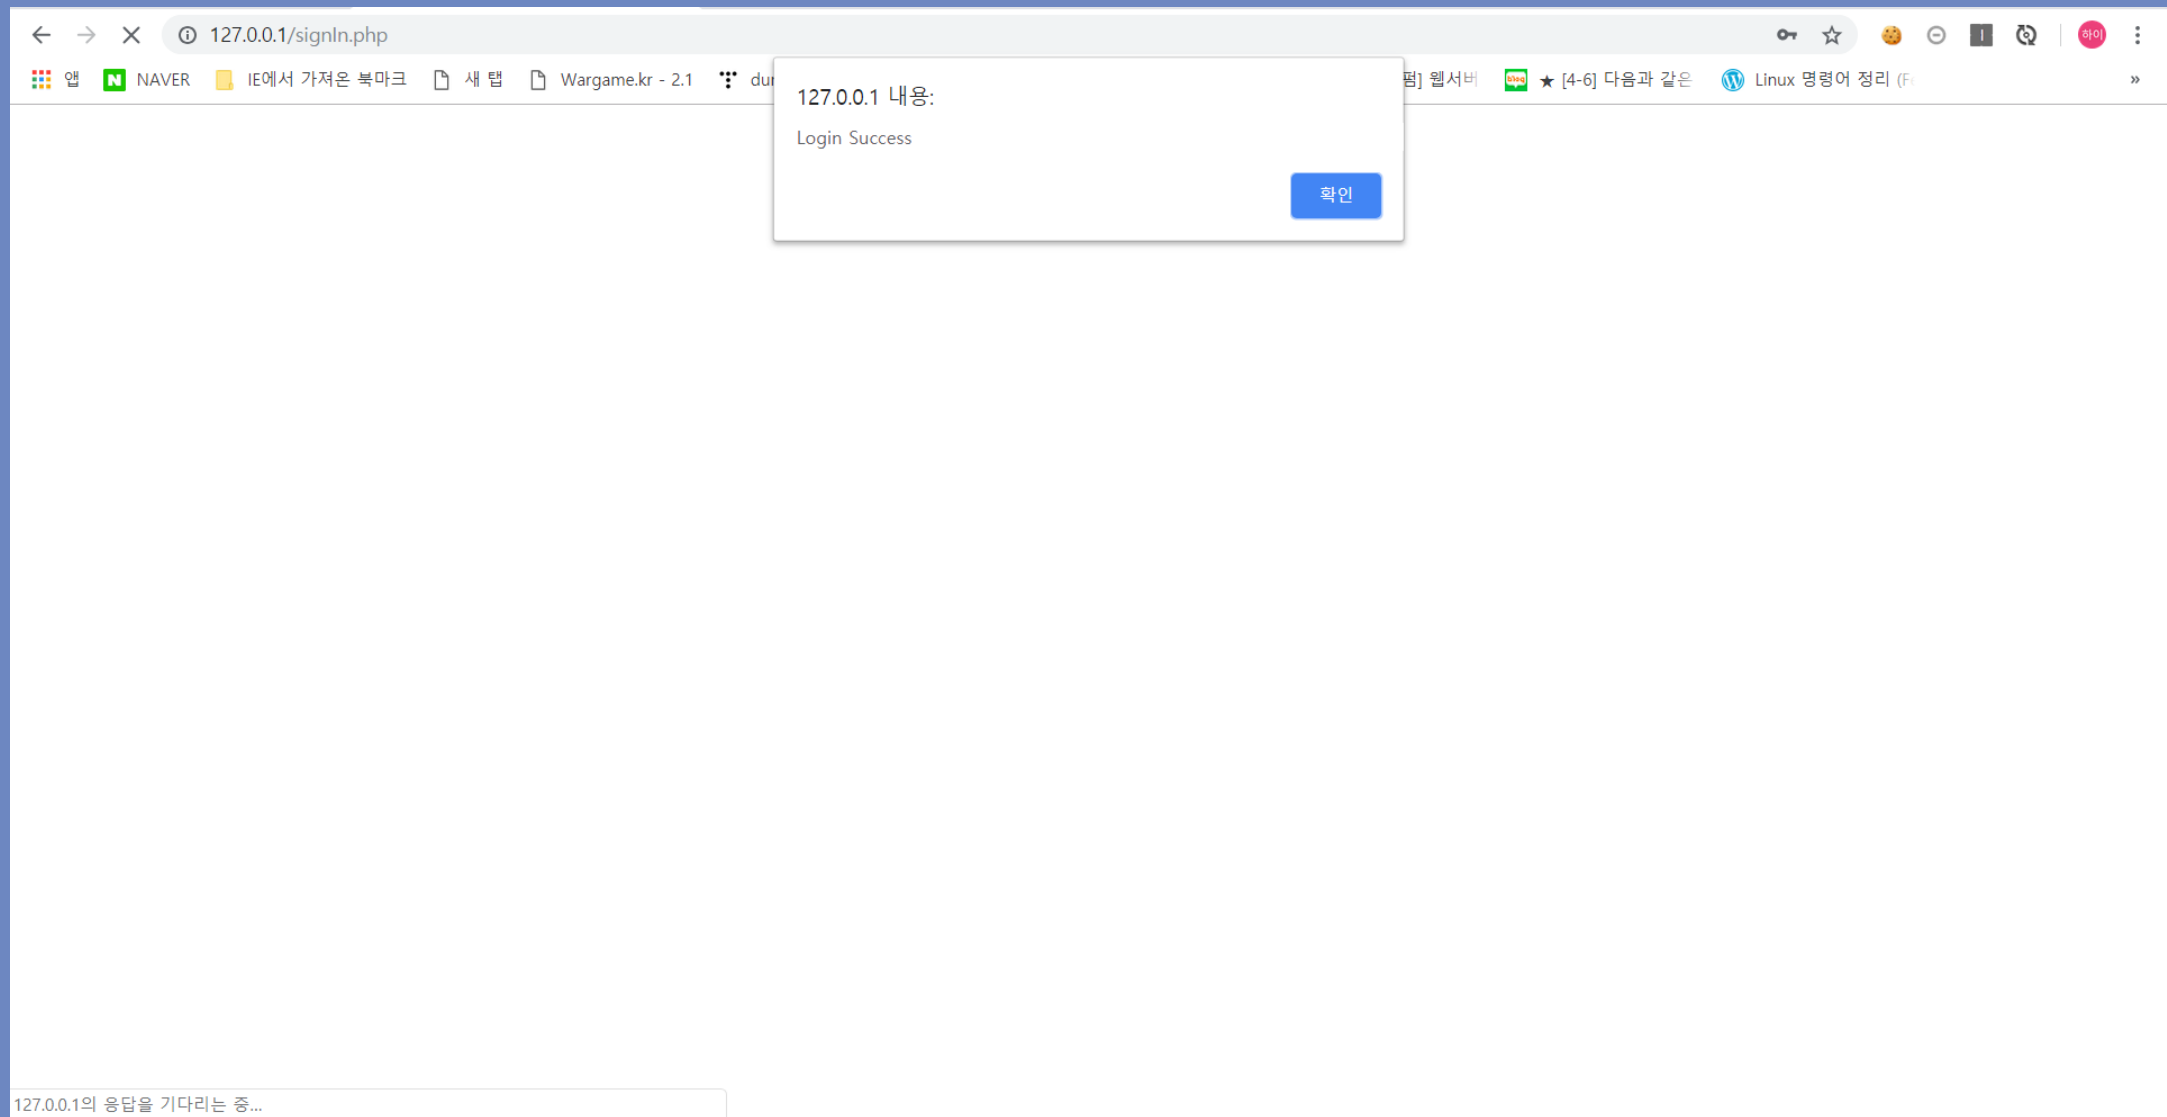 127.0.0.1/signIn.php
하이
앱 NAVER IE에서 가져온 북마크 새 탭 Wargame.kr - 2.1 웹서버 blog ★ [4-6] 다음과 같은 Linux 명령어 정리 »
127.0.0.1 내용:
Login Success
확인
127.0.0.1의 응답을 기다리는 중...